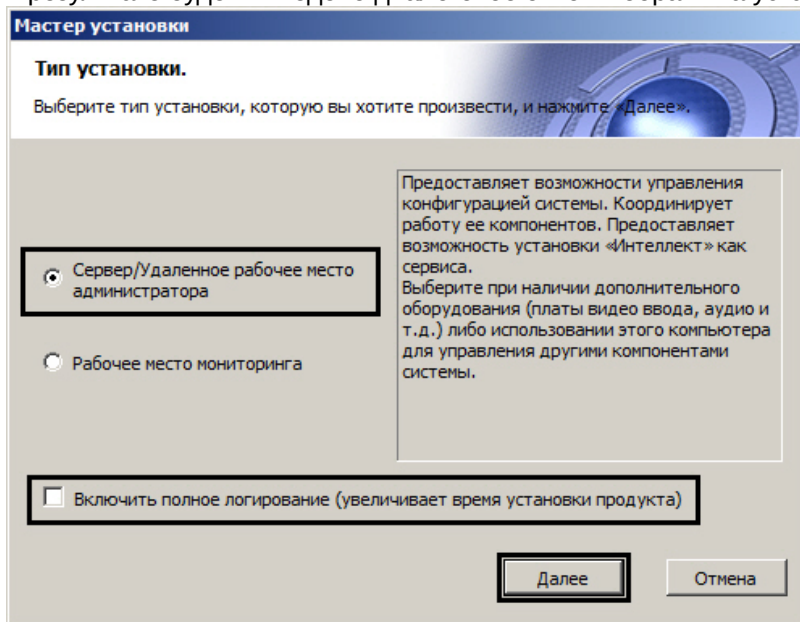 Мастер установки
Тип установки.
Выберите тип установки, которую вы хотите произвести, и нажмите «Далее».
Сервер/Удаленное рабочее место
администратора
Рабочее место мониторинга
Предоставляет возможности управления
конфигурацией системы. Координирует
работу ее компонентов. Предоставляет
возможность установки «Интеллект» как
сервиса.
Выберите при наличии дополнительного
оборудования (платы видео ввода, аудио и
т.д.) либо использовании этого компьютера
для управления другими компонентами
системы.
Включить полное логирование (увеличивает время установки продукта)
Далее
Отмена